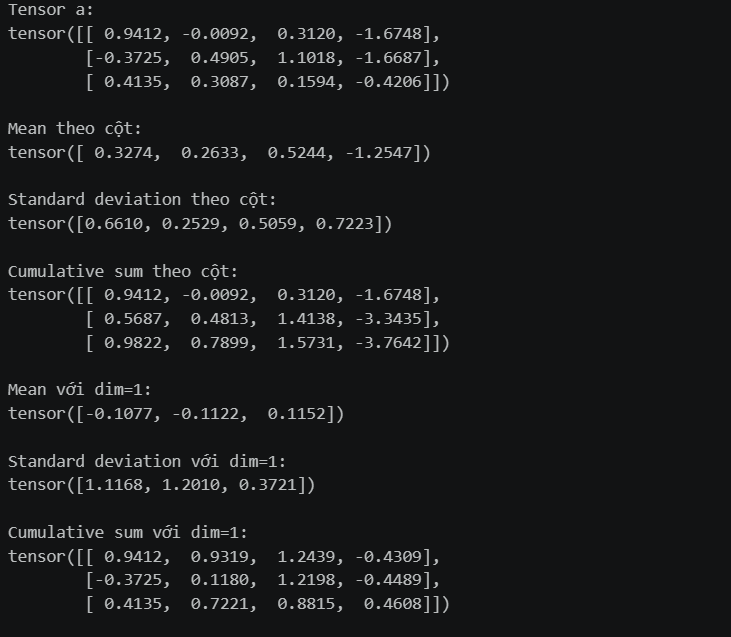 Tensor a:
tensor([[ 0.9412, -0.0092,  0.3120, -1.6748],
        [-0.3725,  0.4905,  1.1018, -1.6687],
        [ 0.4135,  0.3087,  0.1594, -0.4206]])

Mean theo cột:
tensor([ 0.3274,  0.2633,  0.5244, -1.2547])

Standard deviation theo cột:
tensor([0.6610, 0.2529, 0.5059, 0.7223])

Cumulative sum theo cột:
tensor([[ 0.9412, -0.0092,  0.3120, -1.6748],
        [ 0.5687,  0.4813,  1.4138, -3.3435],
        [ 0.9822,  0.7899,  1.5731, -3.7642]])

Mean với dim=1:
tensor([-0.1077, -0.1122,  0.1152])

Standard deviation với dim=1:
tensor([1.1168, 1.2010, 0.3721])

Cumulative sum với dim=1:
tensor([[ 0.9412,  0.9319,  1.2439, -0.4309],
        [-0.3725,  0.1180,  1.2198, -0.4489],
        [ 0.4135,  0.7221,  0.8815,  0.4608]])